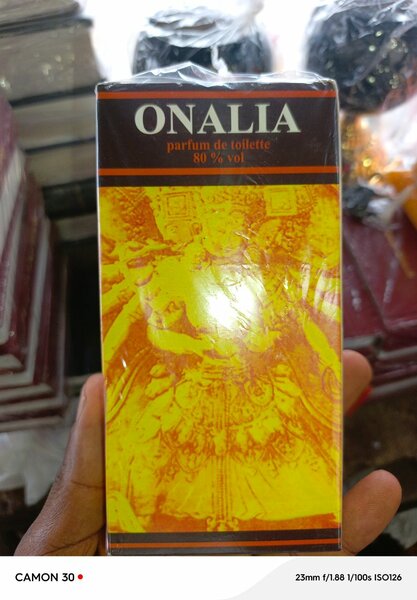 ONALIA
parfum de toilette
80 % vol
CAMON 30
23mm f/1.88 1/100s ISO126